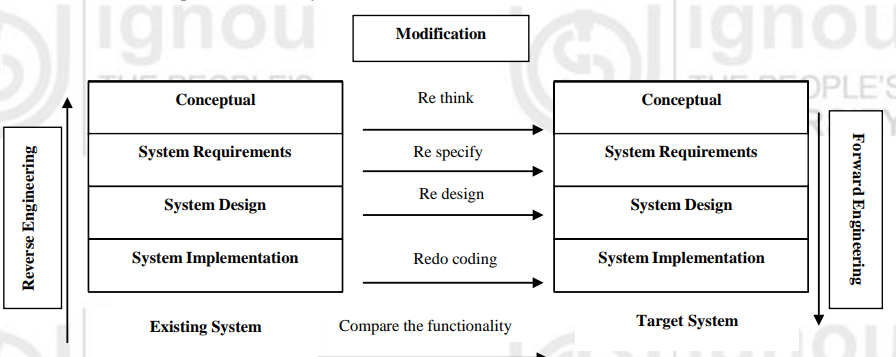 ignou
ignou
THE PEOPLE'S
PEOPLE'S
Modification
Conceptual
Re think
Conceptual
System Requirements
Re specify
System Requirements
Reverse Engineering
Forward Engineering
System Design
Re design
System Design
System Implementation
Redo coding
System Implementation
Existing System
Compare the functionality
Target System